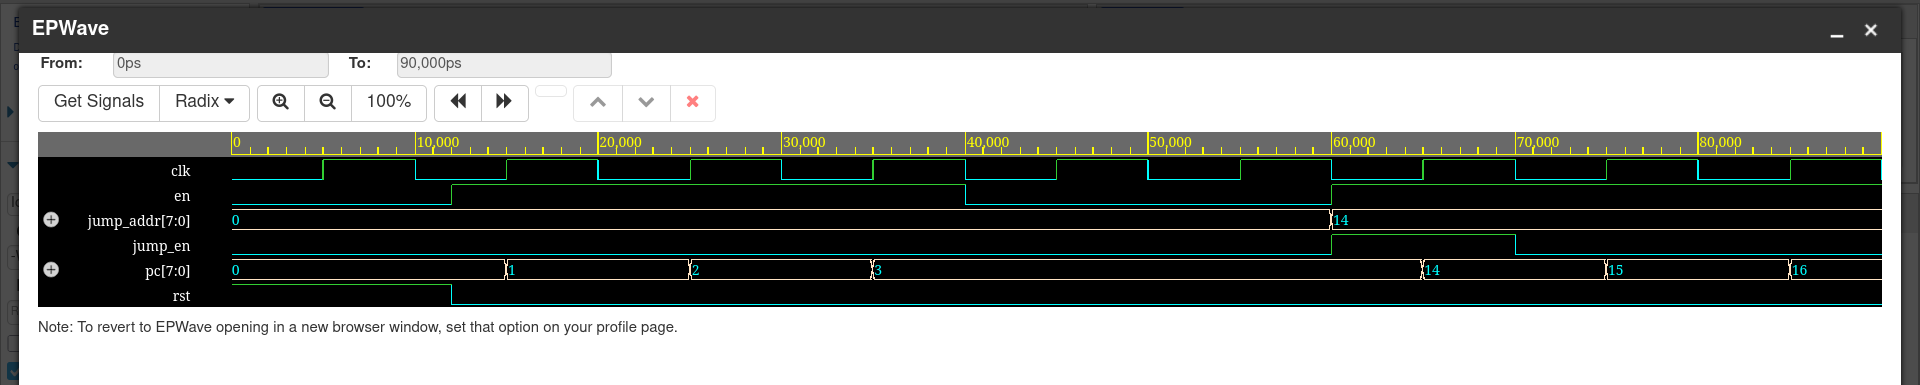 EPWave
From: 0ps To: 90,000ps
Get Signals Radix 100%
0 10,000 20,000 30,000 40,000 50,000 60,000 70,000 80,000
clk
en
jump_addr[7:0] 0 14
jump_en
pc[7:0] 0 1 2 3 14 15 16
rst
Note: To revert to EPWave opening in a new browser window, set that option on your profile page.